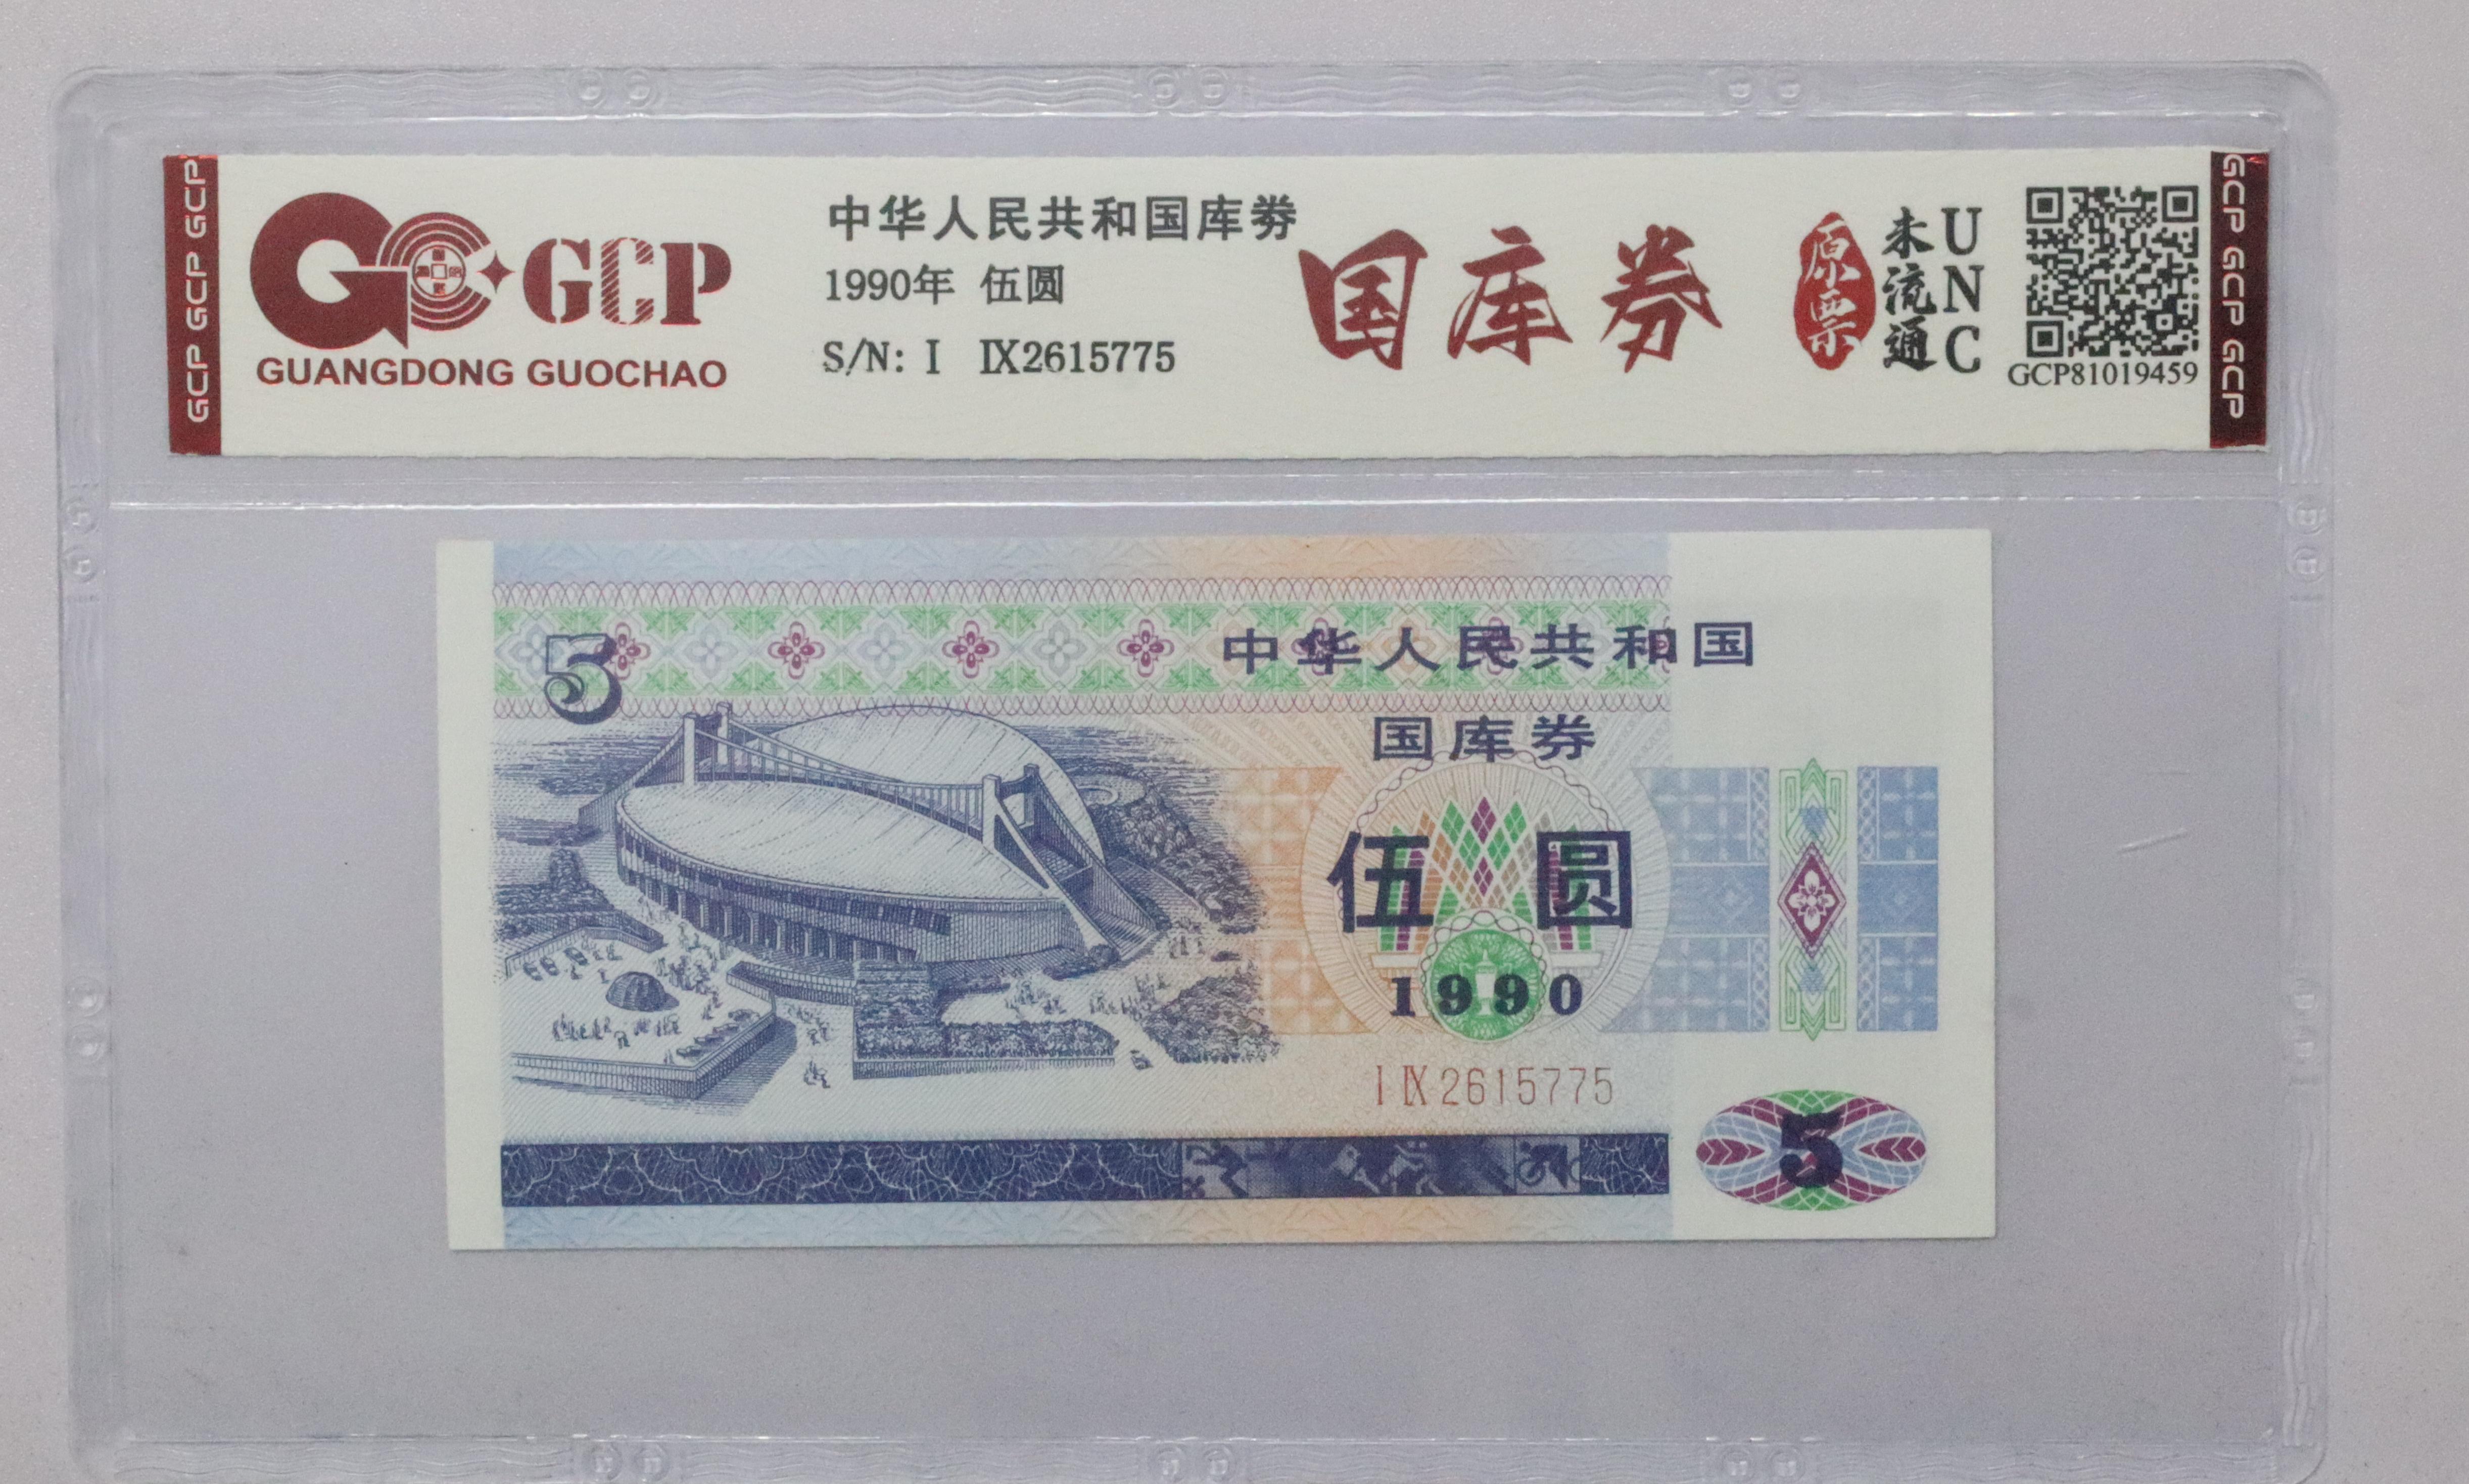 GCP GCP GCP
GCP
GUANGDONG GUOCHAO
中华人民共和国库券
1990年 伍圆
S/N: I IX2615775
国库券
原票
未流通
UNC
GCP81019459
GCP GCP GCP
5
中华人民共和国
国库券
伍圆
1990
I IX2615775
5